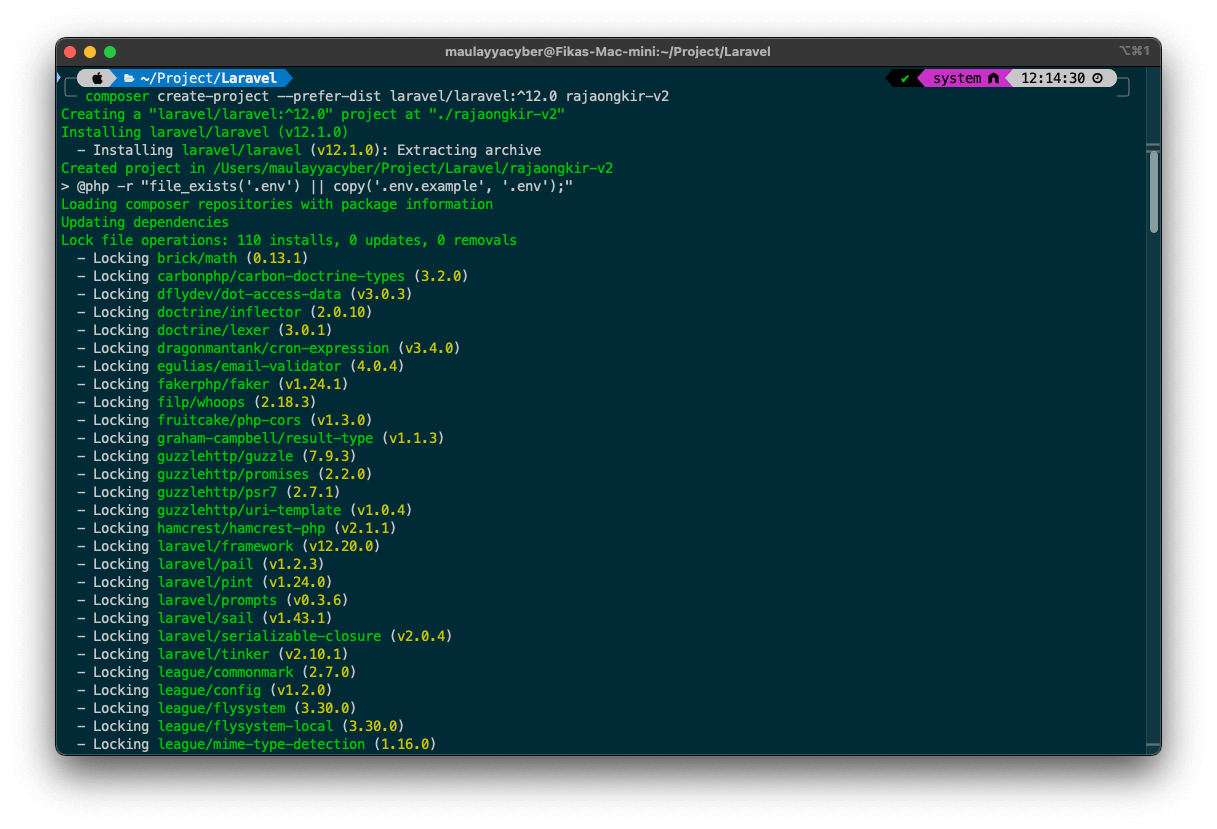 maulayyacyber@Fikas-Mac-mini:~/Project/Laravel
⌥⌘1
~/Project/Laravel
✔ system 12:14:30
composer create-project --prefer-dist laravel/laravel:^12.0 rajaongkir-v2
Creating a "laravel/laravel:^12.0" project at "./rajaongkir-v2"
Installing laravel/laravel (v12.1.0)
  - Installing laravel/laravel (v12.1.0): Extracting archive
Created project in /Users/maulayyacyber/Project/Laravel/rajaongkir-v2
> @php -r "file_exists('.env') || copy('.env.example', '.env');"
Loading composer repositories with package information
Updating dependencies
Lock file operations: 110 installs, 0 updates, 0 removals
  - Locking brick/math (0.13.1)
  - Locking carbonphp/carbon-doctrine-types (3.2.0)
  - Locking dflydev/dot-access-data (v3.0.3)
  - Locking doctrine/inflector (2.0.10)
  - Locking doctrine/lexer (3.0.1)
  - Locking dragonmantank/cron-expression (v3.4.0)
  - Locking egulias/email-validator (4.0.4)
  - Locking fakerphp/faker (v1.24.1)
  - Locking filp/whoops (2.18.3)
  - Locking fruitcake/php-cors (v1.3.0)
  - Locking graham-campbell/result-type (v1.1.3)
  - Locking guzzlehttp/guzzle (7.9.3)
  - Locking guzzlehttp/promises (2.2.0)
  - Locking guzzlehttp/psr7 (2.7.1)
  - Locking guzzlehttp/uri-template (v1.0.4)
  - Locking hamcrest/hamcrest-php (v2.1.1)
  - Locking laravel/framework (v12.20.0)
  - Locking laravel/pail (v1.2.3)
  - Locking laravel/pint (v1.24.0)
  - Locking laravel/prompts (v0.3.6)
  - Locking laravel/sail (v1.43.1)
  - Locking laravel/serializable-closure (v2.0.4)
  - Locking laravel/tinker (v2.10.1)
  - Locking league/commonmark (2.7.0)
  - Locking league/config (v1.2.0)
  - Locking league/flysystem (3.30.0)
  - Locking league/flysystem-local (3.30.0)
  - Locking league/mime-type-detection (1.16.0)